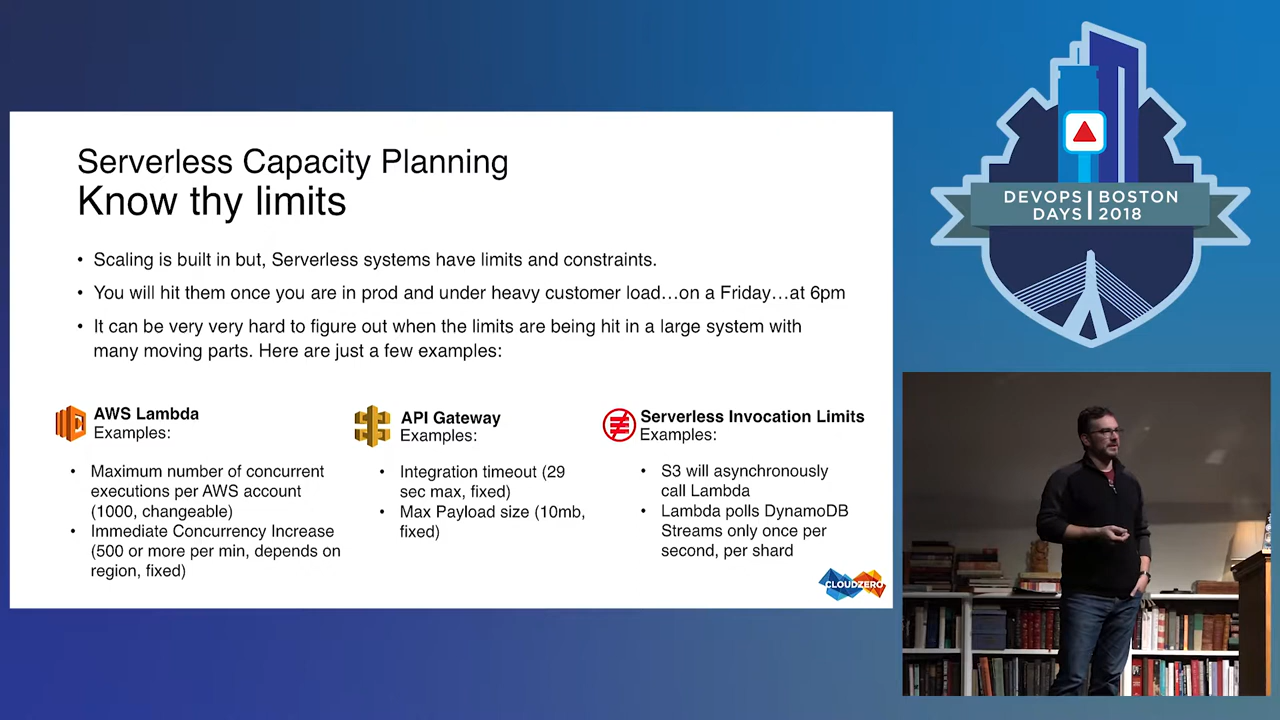 Serverless Capacity Planning
Know thy limits
• Scaling is built in but, Serverless systems have limits and constraints.
• You will hit them once you are in prod and under heavy customer load…on a Friday…at 6pm
• It can be very very hard to figure out when the limits are being hit in a large system with
many moving parts. Here are just a few examples:
AWS Lambda
Examples:
• Maximum number of concurrent
executions per AWS account
(1000, changeable)
• Immediate Concurrency Increase
(500 or more per min, depends on
region, fixed)
API Gateway
Examples:
• Integration timeout (29
sec max, fixed)
• Max Payload size (10mb,
fixed)
Serverless Invocation Limits
Examples:
• S3 will asynchronously
call Lambda
• Lambda polls DynamoDB
Streams only once per
second, per shard
CLOUDZERO
DEVOPS BOSTON
DAYS 2018